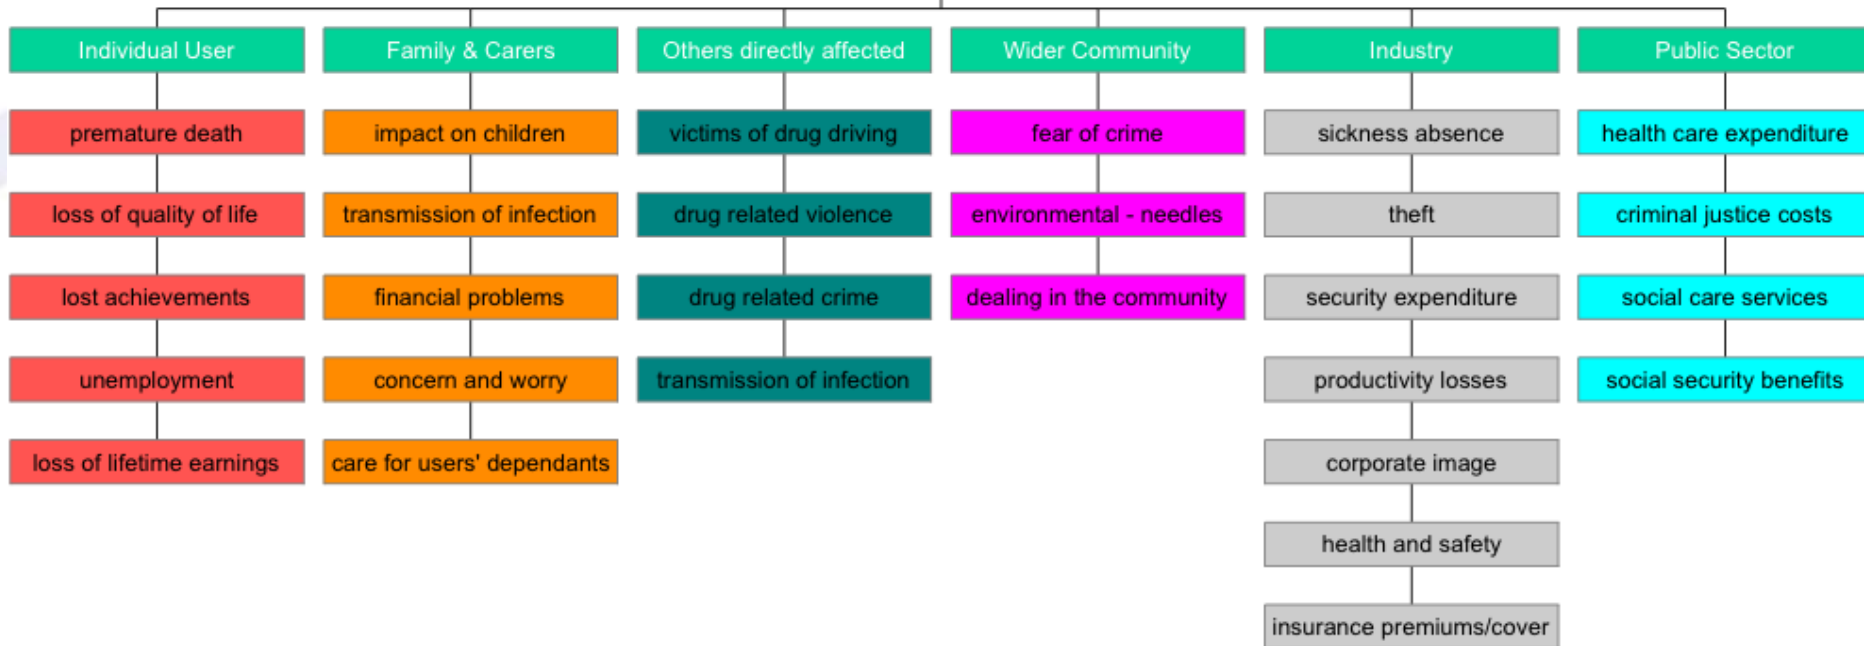 Individual User
Family & Carers
Others directly affected
Wider Community
Industry
Public Sector
premature death
impact on children
victims of drug driving
fear of crime
sickness absence
health care expenditure
loss of quality of life
transmission of infection
drug related violence
environmental - needles
theft
criminal justice costs
lost achievements
financial problems
drug related crime
dealing in the community
security expenditure
social care services
unemployment
concern and worry
transmission of infection
productivity losses
social security benefits
loss of lifetime earnings
care for users' dependants
corporate image
health and safety
insurance premiums/cover